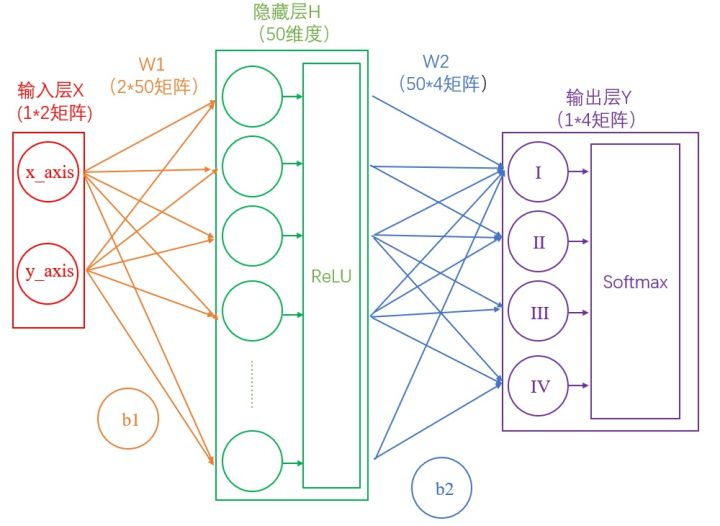 隐藏层H
(50维度)
W1
(2*50矩阵)
W2
(50*4矩阵)
输入层X
(1*2矩阵)
输出层Y
(1*4矩阵)
x_axis
y_axis
ReLU
I
II
III
IV
Softmax
b1
b2